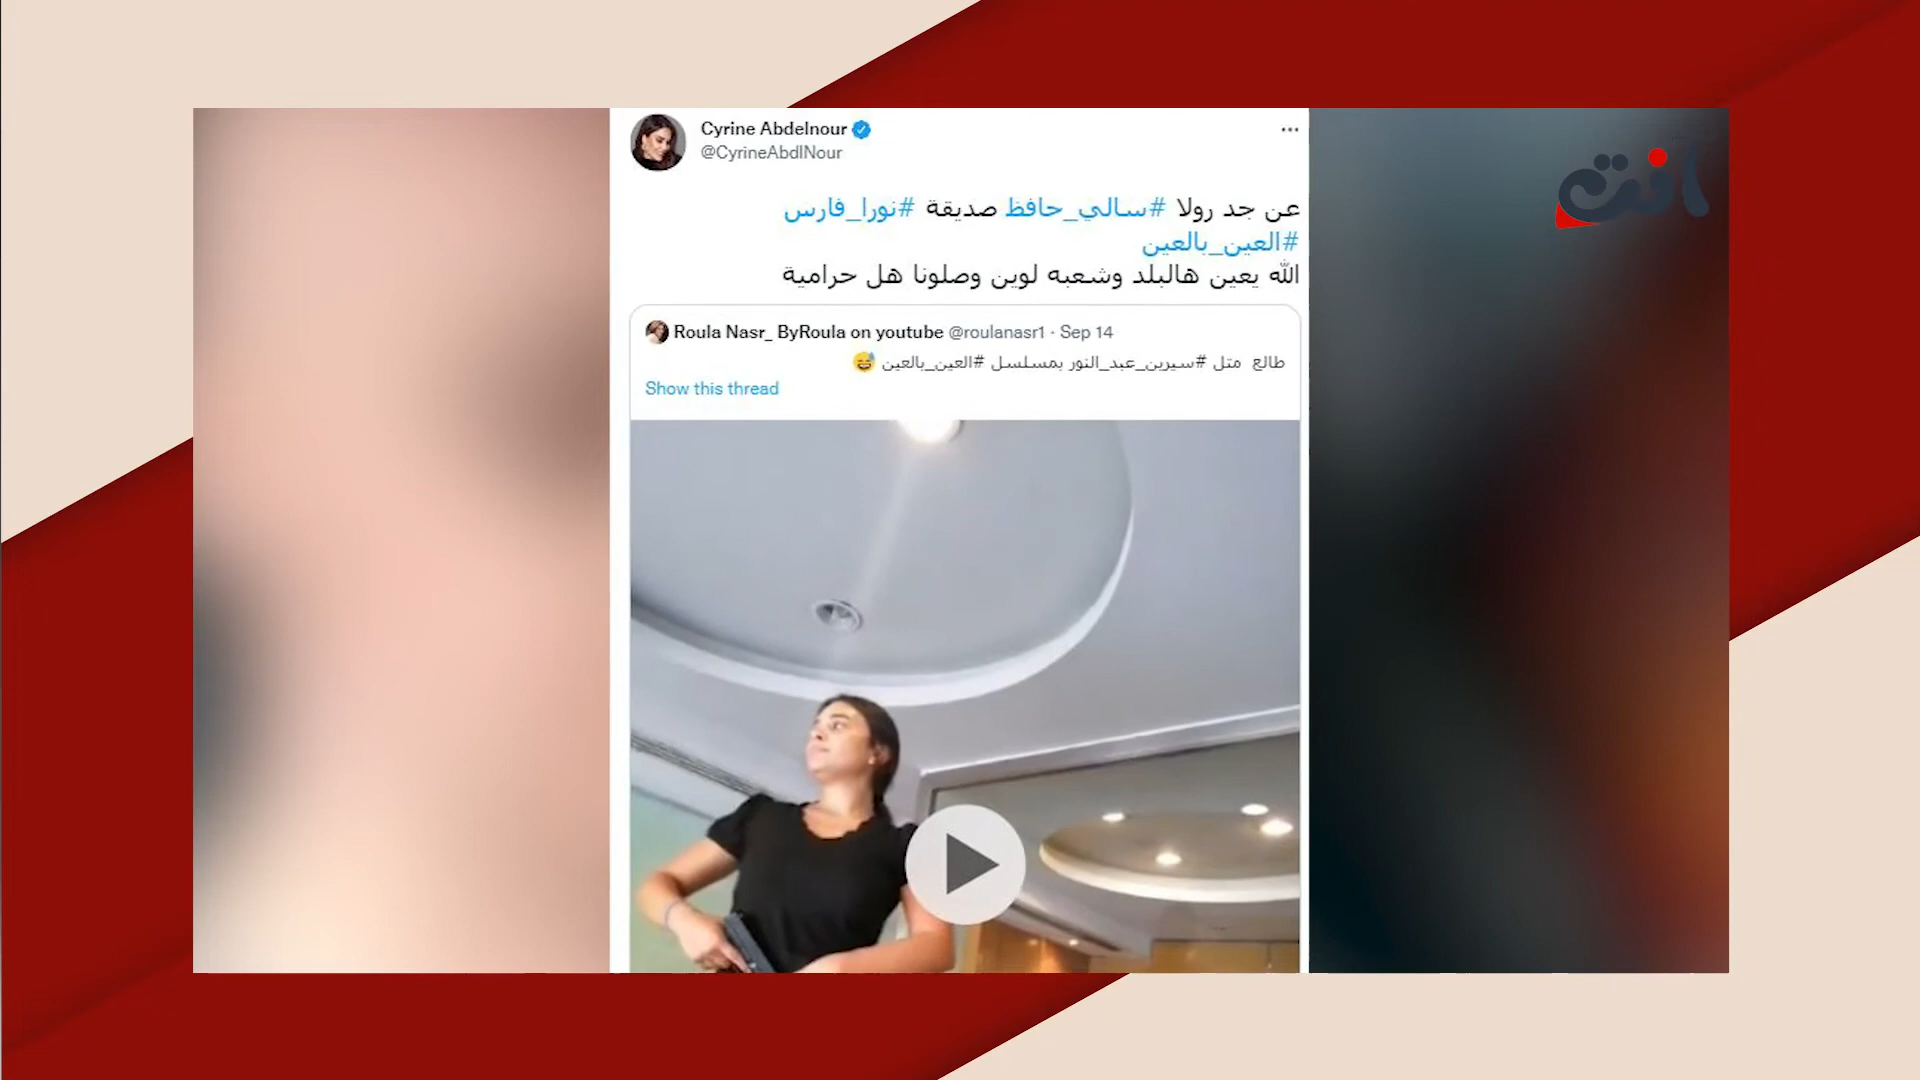 Cyrine Abdelnour
@CyrineAbdlNour
عن جد رولا #سالي_حافظ صديقة #نورا_فارس
#العين_بالعين
الله يعين هالبلد وشعبه لوين وصلونا هل حرامية
Roula Nasr_ ByRoula on youtube @roulanasr1 · Sep 14
طالع متل #سيرين_عبد_النور بمسلسل #العين_بالعين 😅
Show this thread
أنت